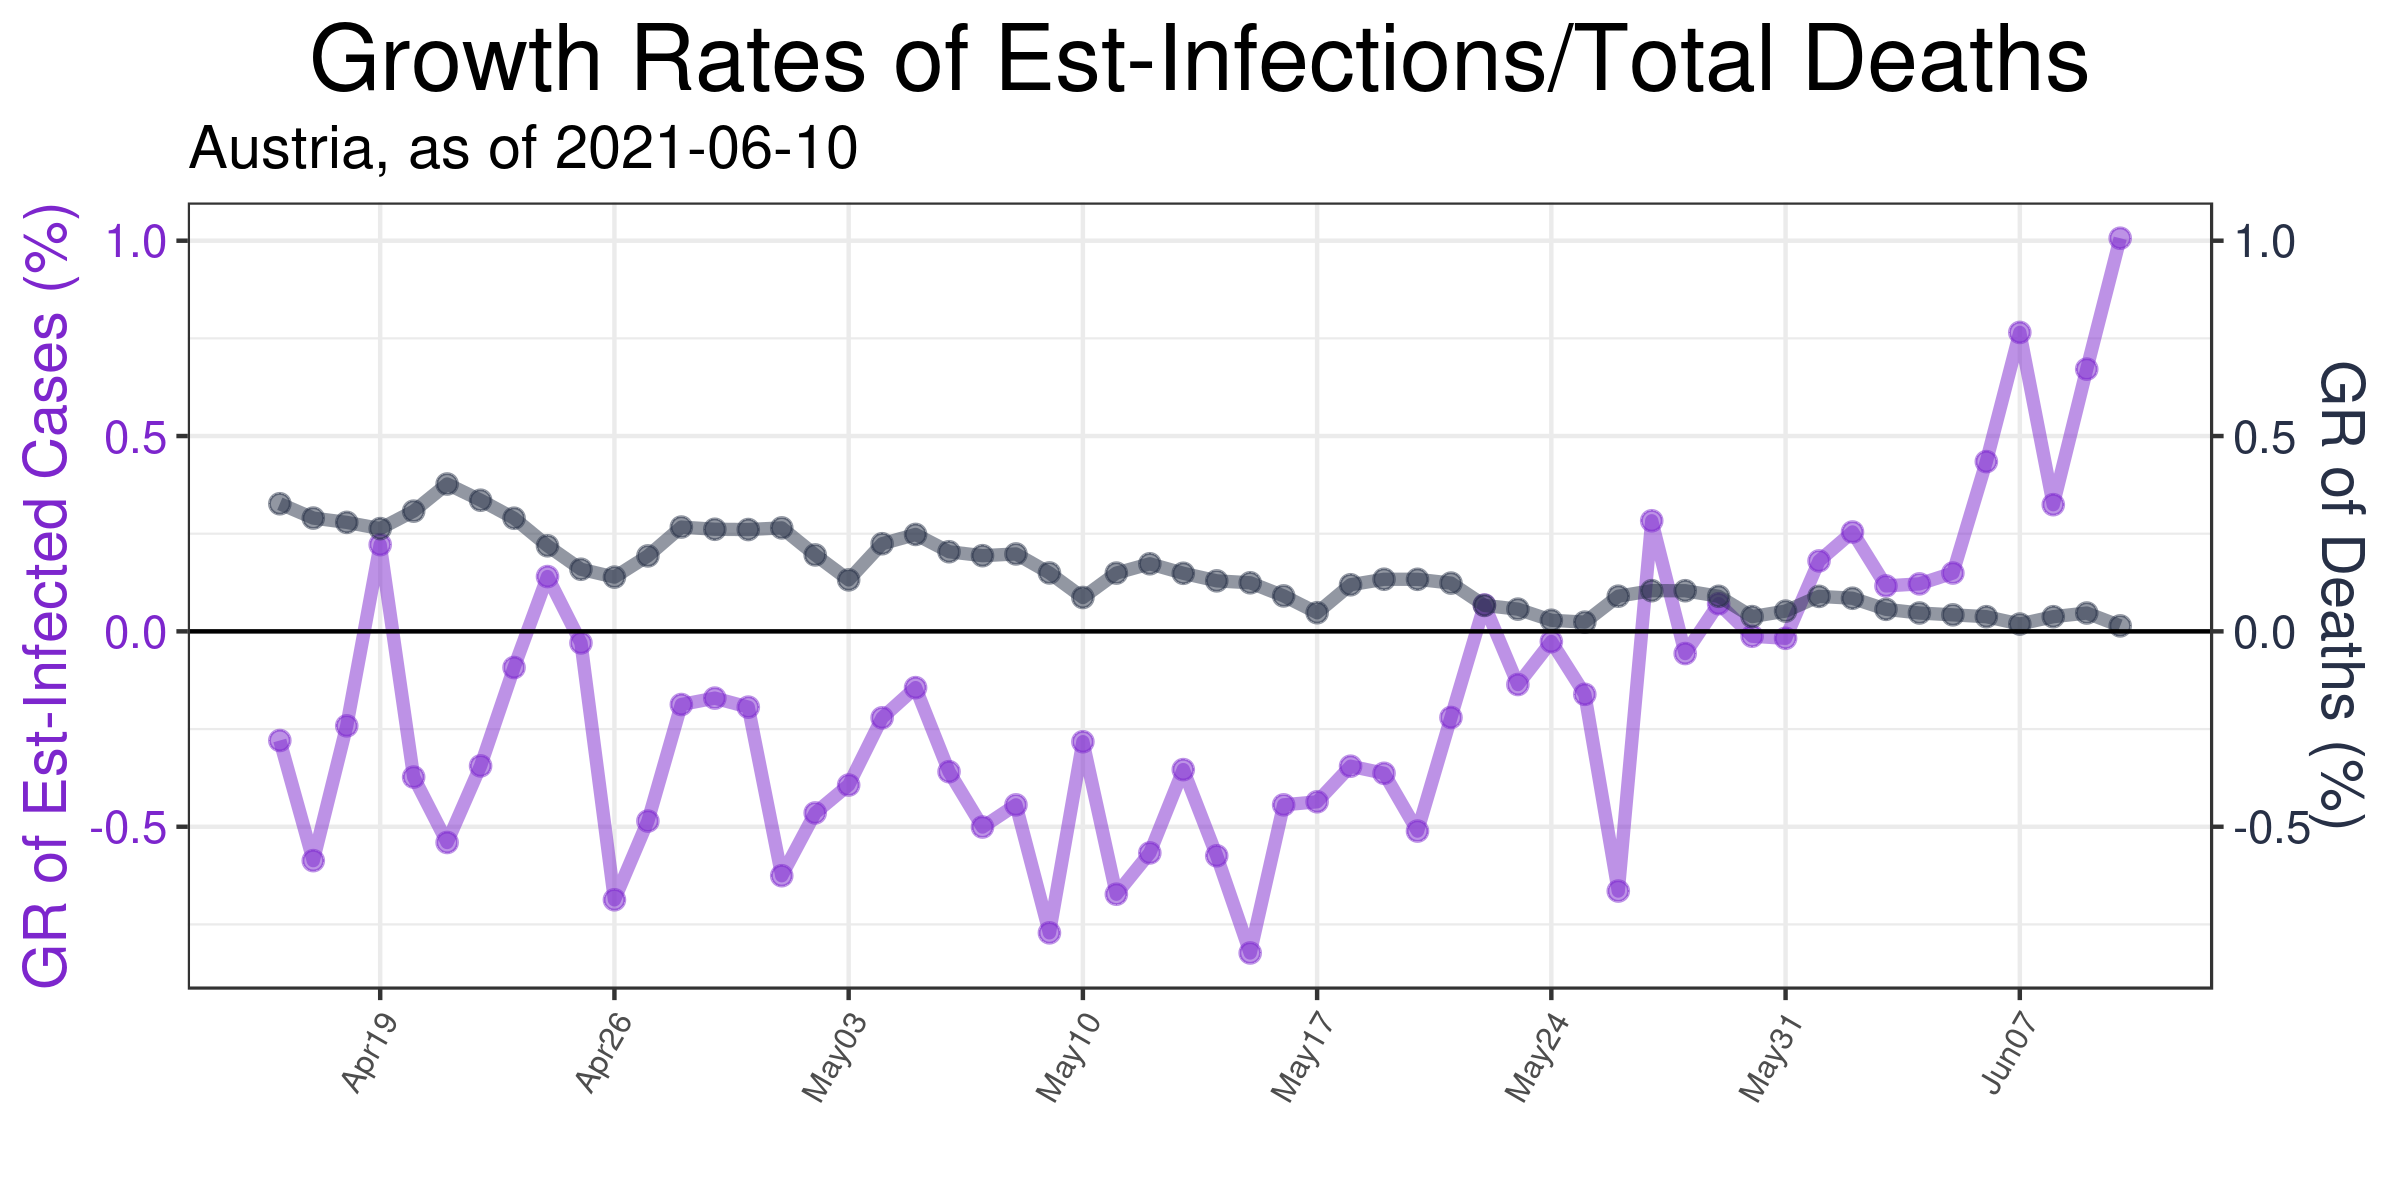 Growth Rates of Est-Infections/Total Deaths
Austria, as of 2021-06-10
GR of Est-Infected Cases (%)
1.0
0.5
0.0
-0.5
1.0
0.5
0.0
-0.5
GR of Deaths (%)
Apr19
Apr26
May03
May10
May17
May24
May31
Jun07